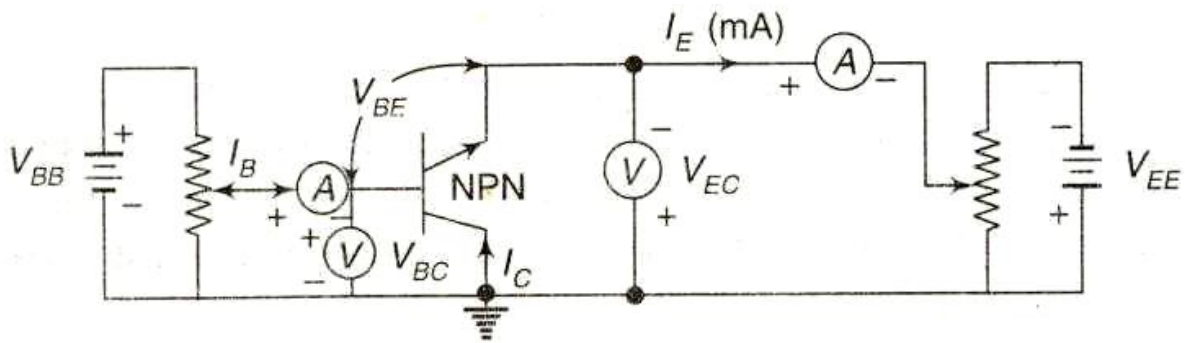 I_E (mA)
+ A −
V_BE
V_BB
+
−
I_B
A
+
−
NPN
+
V
−
V_BC
I_C
−
V
+
V_EC
−
+
V_EE